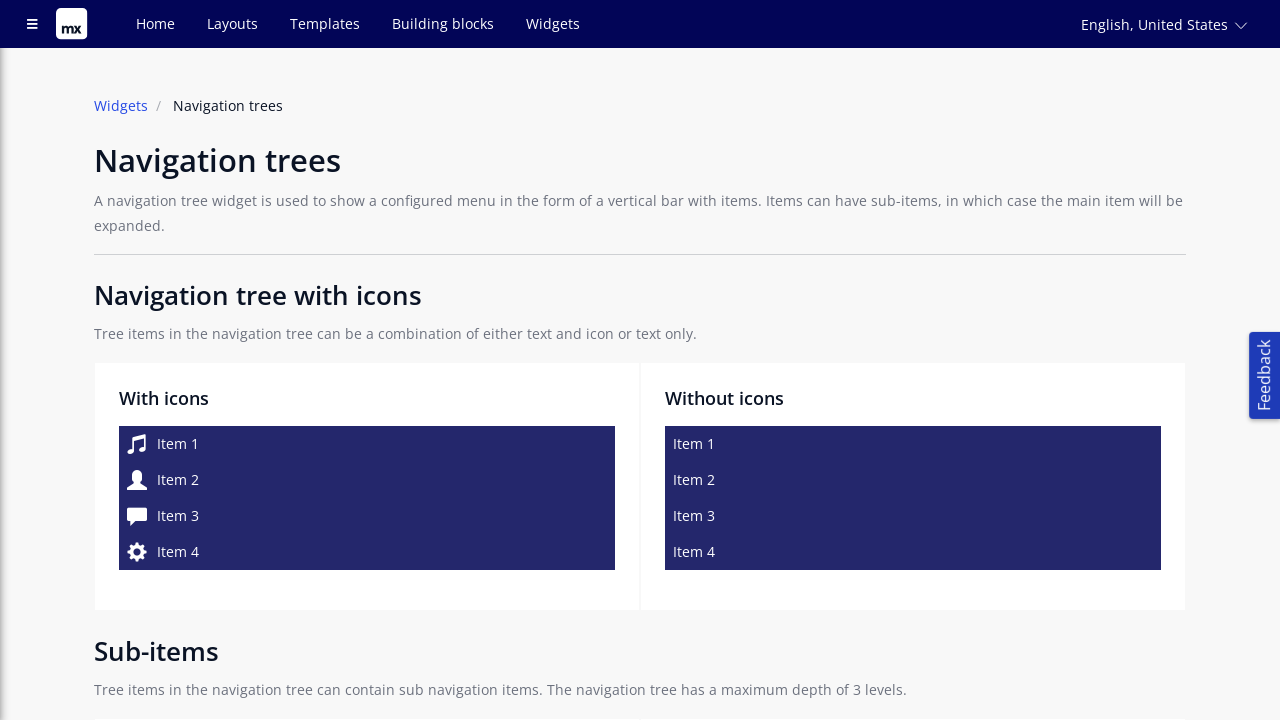 mx
Home
Layouts
Templates
Building blocks
Widgets
English, United States
Widgets / Navigation trees
Navigation trees
A navigation tree widget is used to show a configured menu in the form of a vertical bar with items. Items can have sub-items, in which case the main item will be
expanded.
Navigation tree with icons
Tree items in the navigation tree can be a combination of either text and icon or text only.
With icons
Item 1
Item 2
Item 3
Item 4
Without icons
Item 1
Item 2
Item 3
Item 4
Feedback
Sub-items
Tree items in the navigation tree can contain sub navigation items. The navigation tree has a maximum depth of 3 levels.